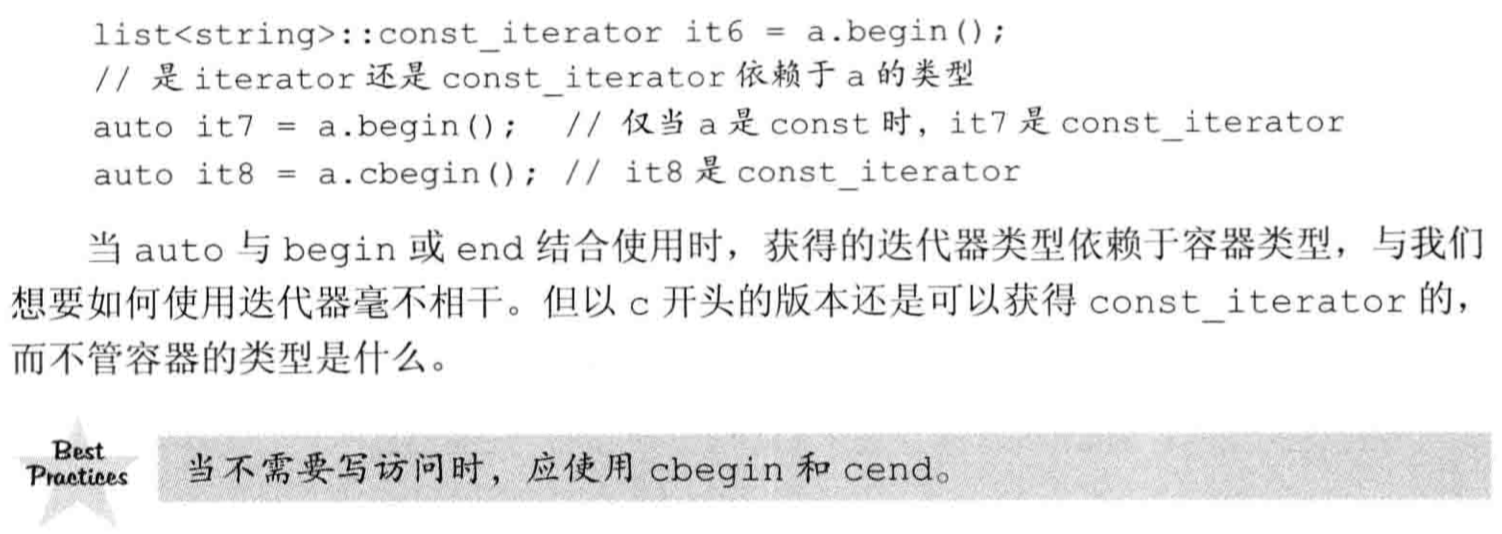 list<string>::const_iterator it6 = a.begin();
// 是 iterator 还是 const_iterator 依赖于 a 的类型
auto it7 = a.begin();   // 仅当 a 是 const 时, it7 是 const_iterator
auto it8 = a.cbegin(); // it8 是 const_iterator
当 auto 与 begin 或 end 结合使用时，获得的迭代器类型依赖于容器类型，与我们
想要如何使用迭代器毫不相干。但以 c 开头的版本还是可以获得 const_iterator 的，
而不管容器的类型是什么。
Best
Practices
当不需要写访问时，应使用 cbegin 和 cend。